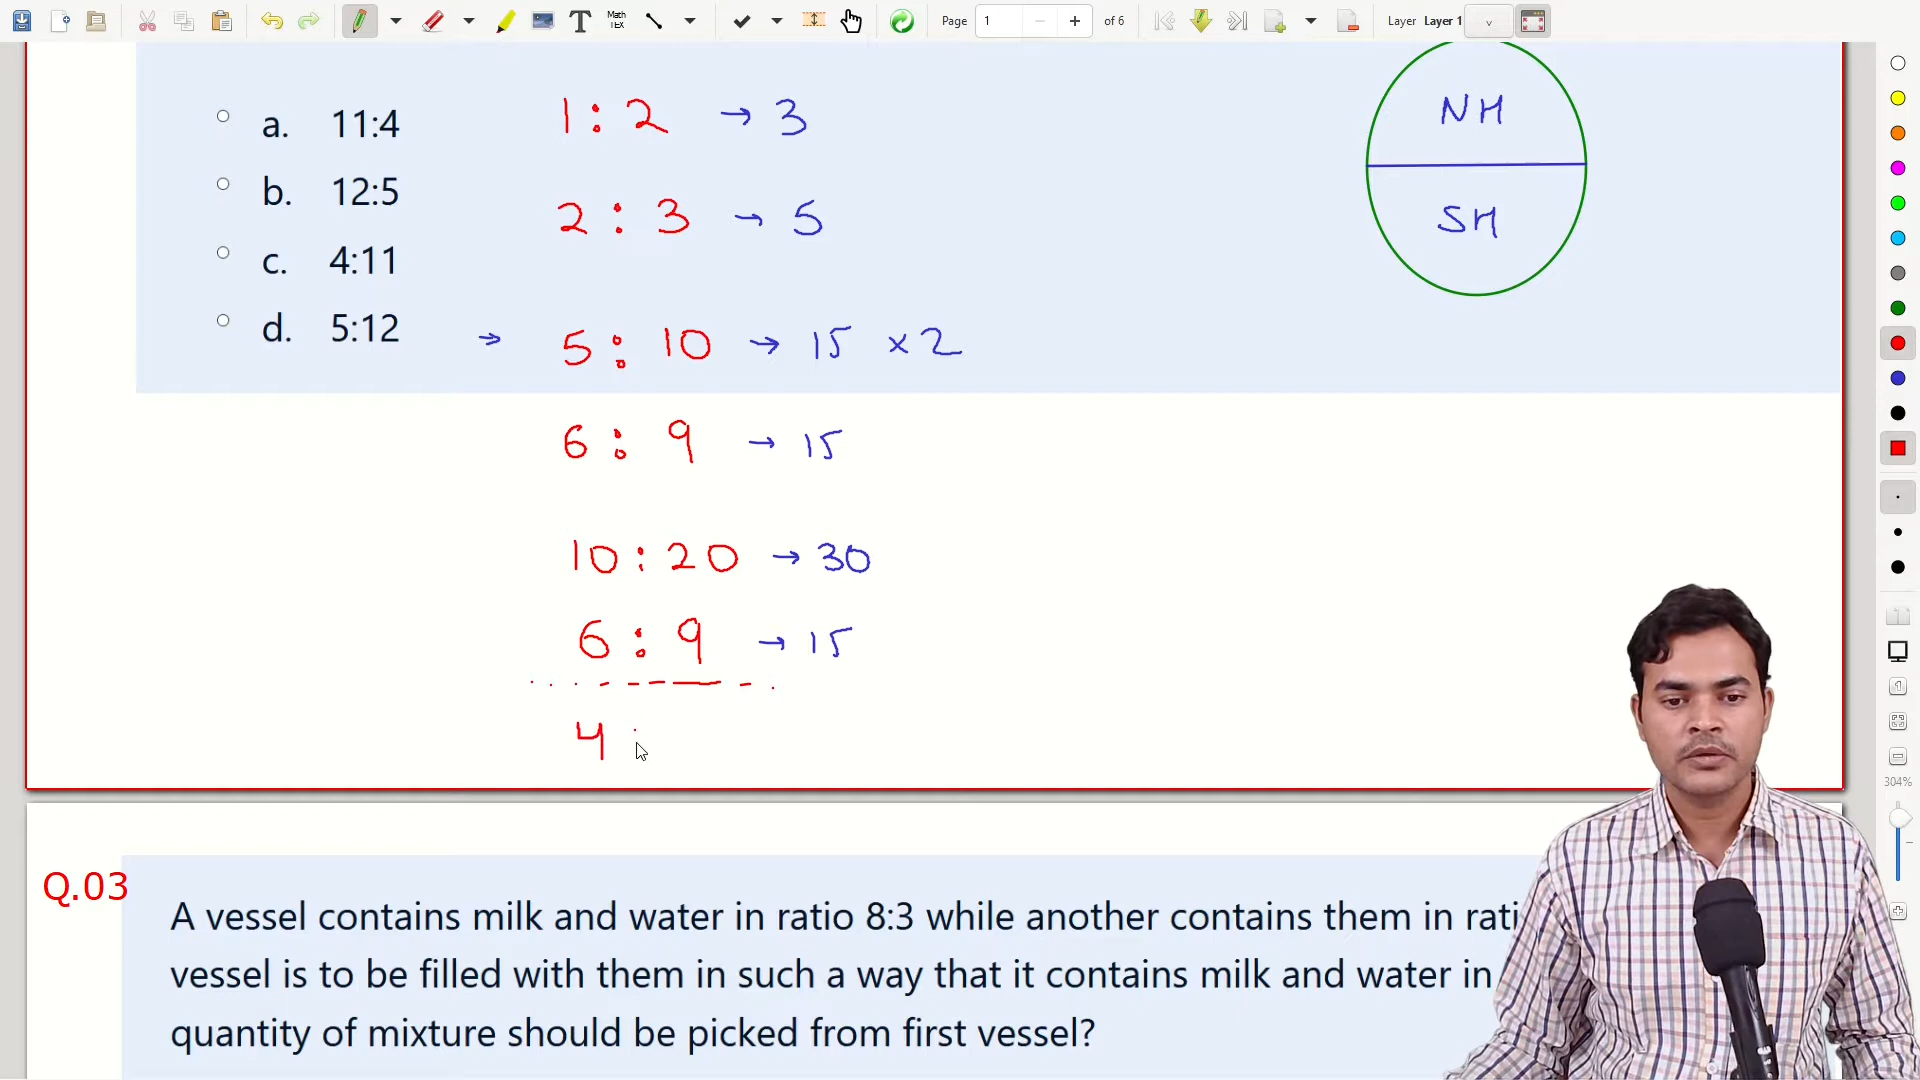 Math TEX T Page 1 of 6 Layer Layer 1
a. 11:4
b. 12:5
c. 4:11
d. 5:12
1 : 2 → 3
2 : 3 → 5
→ 5 : 10 → 15 × 2
6 : 9 → 15
10 : 20 → 30
6 : 9 → 15
4
NH
SH
304%
Q.03
A vessel contains milk and water in ratio 8:3 while another contains them in rati
vessel is to be filled with them in such a way that it contains milk and water in
quantity of mixture should be picked from first vessel?